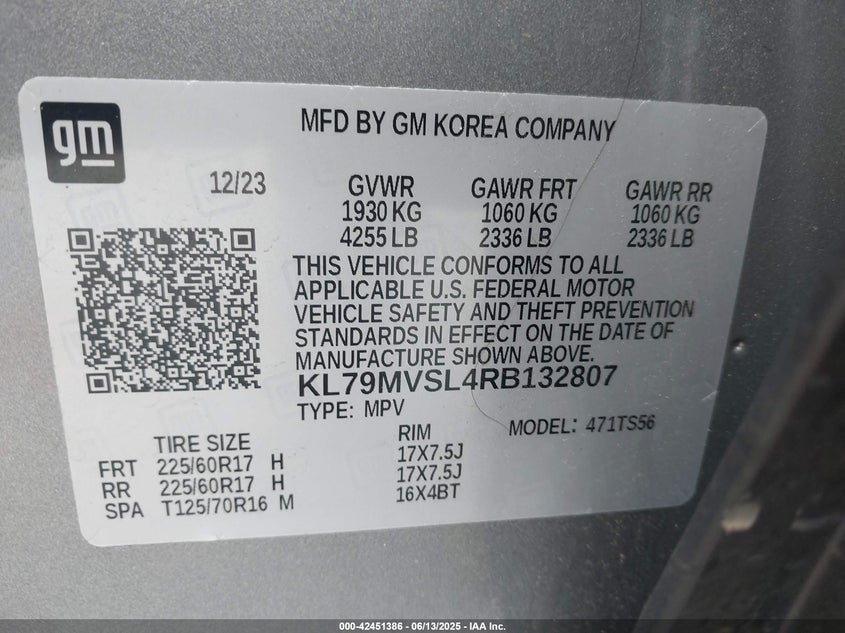 gm
MFD BY GM KOREA COMPANY
12/23 GVWR GAWR FRT GAWR RR
1930 KG 1060 KG 1060 KG
4255 LB 2336 LB 2336 LB
THIS VEHICLE CONFORMS TO ALL
APPLICABLE U.S. FEDERAL MOTOR
VEHICLE SAFETY AND THEFT PREVENTION
STANDARDS IN EFFECT ON THE DATE OF
MANUFACTURE SHOWN ABOVE.
KL79MVSL4RB132807
TYPE: MPV MODEL: 471TS56
TIRE SIZE RIM
FRT 225/60R17 H 17X7.5J
RR 225/60R17 H 17X7.5J
SPA T125/70R16 M 16X4BT
000-42451386 - 06/13/2025 - IAA Inc.